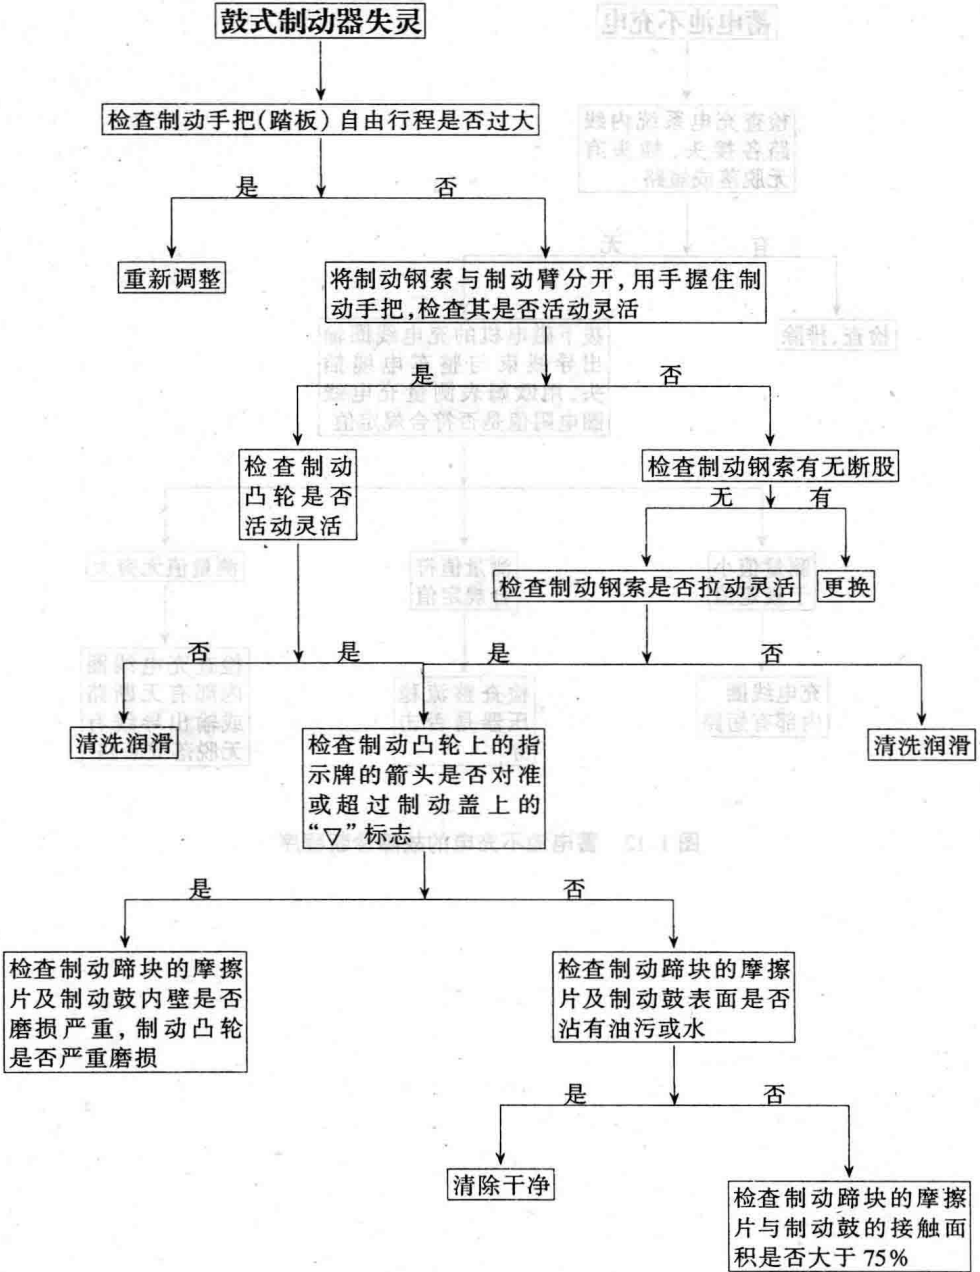 鼓式制动器失灵
检查制动手把(踏板)自由行程是否过大
是
否
重新调整
将制动钢索与制动臂分开,用手握住制
动手把,检查其是否活动灵活
是
否
检查制动
凸轮是否
活动灵活
检查制动钢索有无断股
无
有
检查制动钢索是否拉动灵活
更换
否
是
是
否
清洗润滑
检查制动凸轮上的指
示牌的箭头是否对准
或超过制动盖上的
“▽”标志
清洗润滑
是
否
检查制动蹄块的摩擦
片及制动鼓内壁是否
磨损严重,制动凸轮
是否严重磨损
检查制动蹄块的摩擦
片及制动鼓表面是否
沾有油污或水
是
否
清除干净
检查制动蹄块的摩擦
片与制动鼓的接触面
积是否大于75%